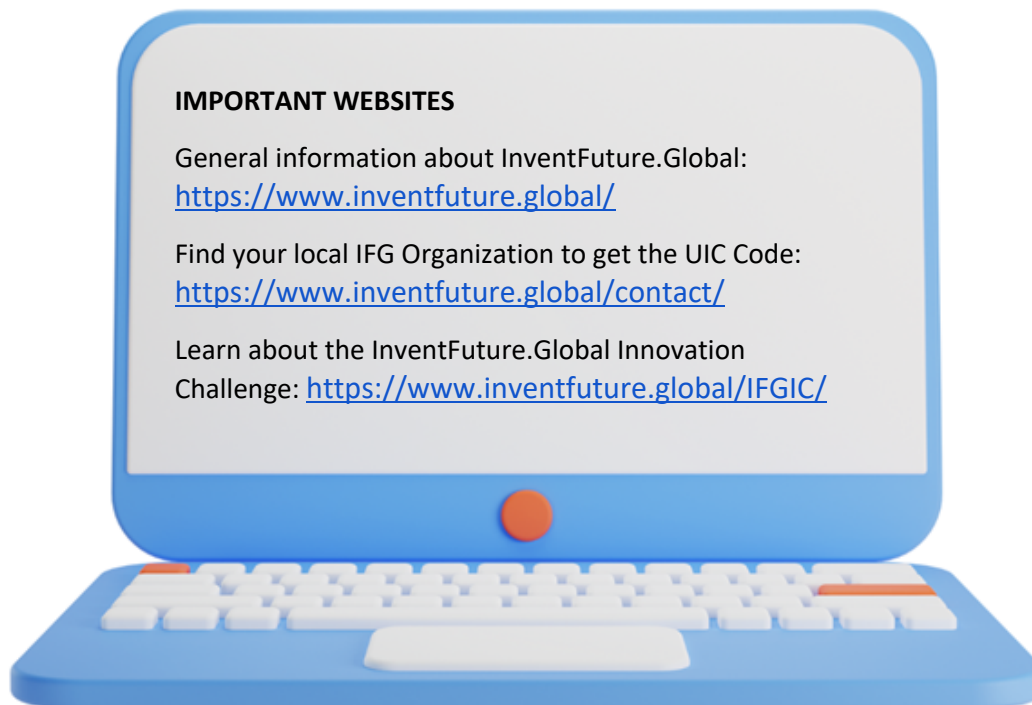 IMPORTANT WEBSITES
General information about InventFuture.Global:
https://www.inventfuture.global/
Find your local IFG Organization to get the UIC Code:
https://www.inventfuture.global/contact/
Learn about the InventFuture.Global Innovation
Challenge: https://www.inventfuture.global/IFGIC/